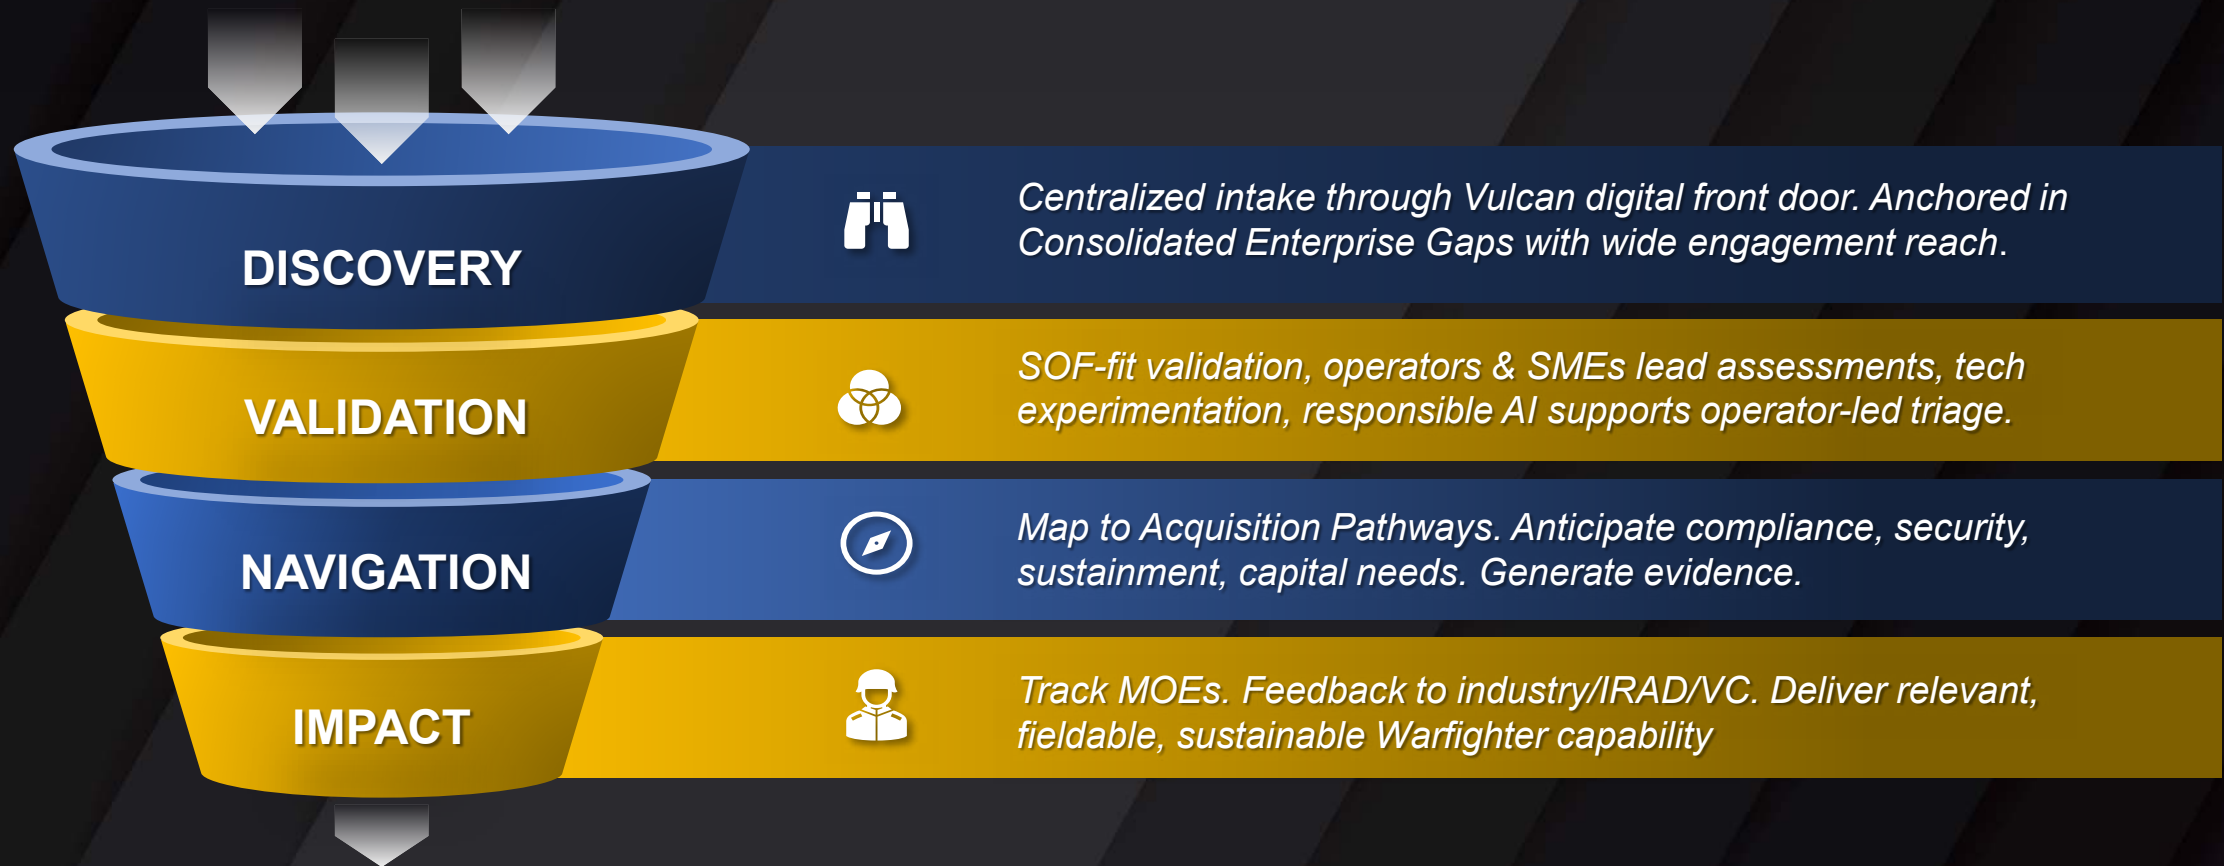 DISCOVERY
Centralized intake through Vulcan digital front door. Anchored in
Consolidated Enterprise Gaps with wide engagement reach.
VALIDATION
SOF-fit validation, operators & SMEs lead assessments, tech
experimentation, responsible AI supports operator-led triage.
NAVIGATION
Map to Acquisition Pathways. Anticipate compliance, security,
sustainment, capital needs. Generate evidence.
IMPACT
Track MOEs. Feedback to industry/IRAD/VC. Deliver relevant,
fieldable, sustainable Warfighter capability